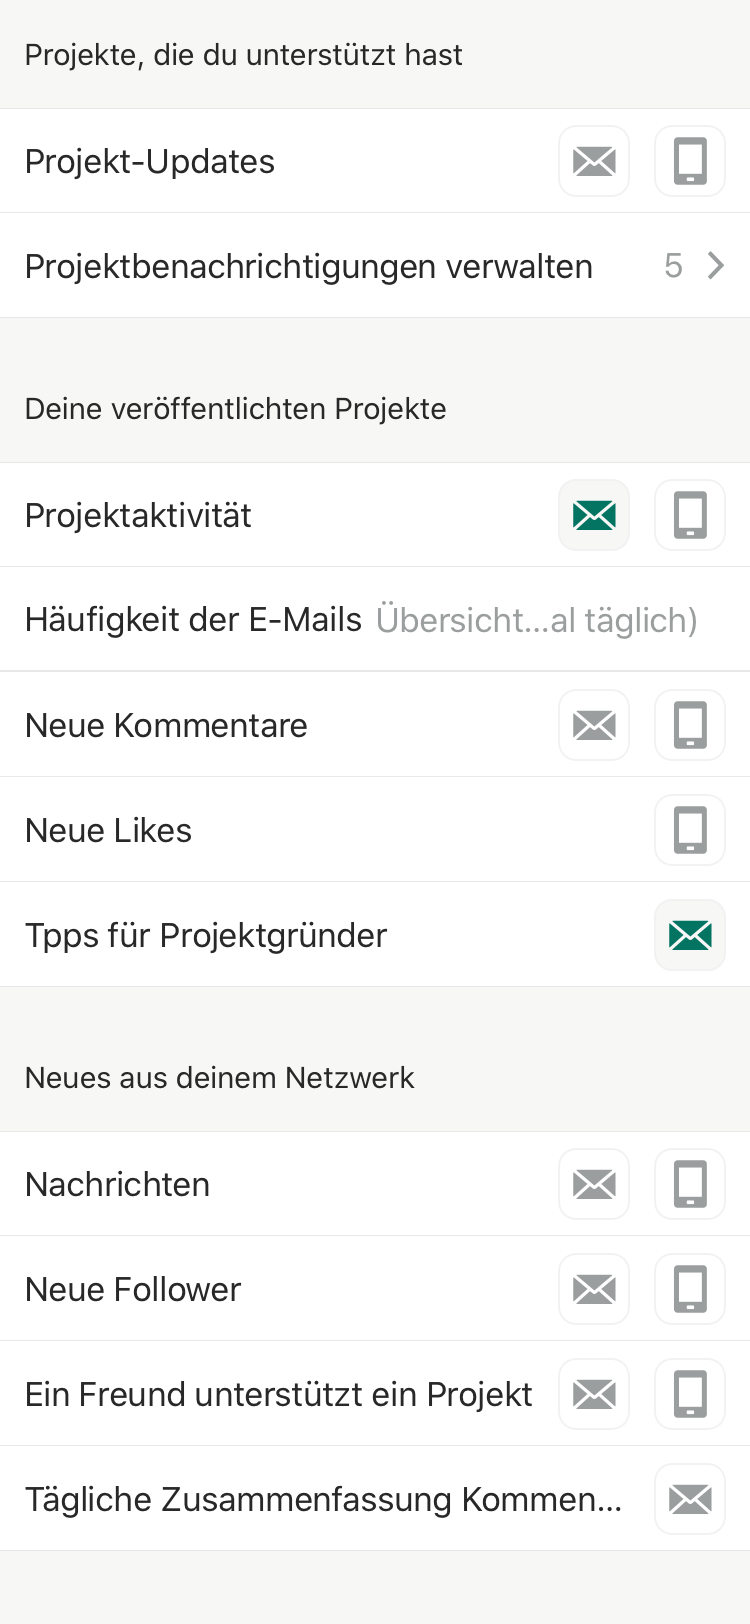 Projekte, die du unterstützt hast
Projekt-Updates
Projektbenachrichtigungen verwalten 5
Deine veröffentlichten Projekte
Projektaktivität
Häufigkeit der E-Mails Übersicht...al täglich)
Neue Kommentare
Neue Likes
Tpps für Projektgründer
Neues aus deinem Netzwerk
Nachrichten
Neue Follower
Ein Freund unterstützt ein Projekt
Tägliche Zusammenfassung Kommen...